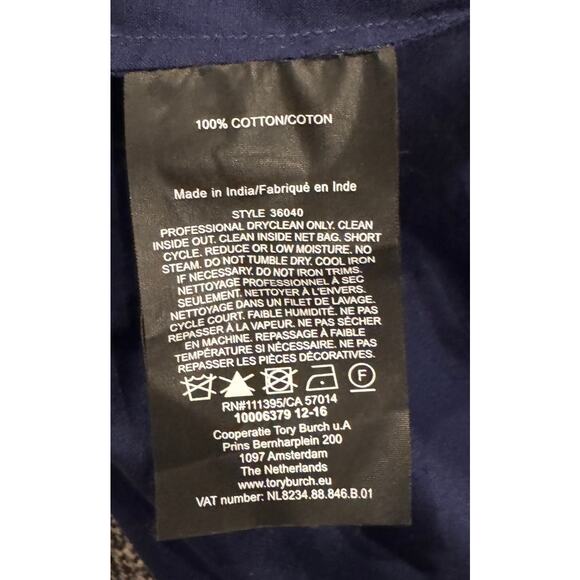 100% COTTON/COTON
Made in India/Fabriqué en Inde
STYLE 36040
PROFESSIONAL DRYCLEAN ONLY. CLEAN
INSIDE OUT. CLEAN INSIDE NET BAG. SHORT
CYCLE. REDUCE OR LOW MOISTURE. NO
STEAM. DO NOT TUMBLE DRY. COOL IRON
IF NECESSARY. DO NOT IRON TRIMS.
NETTOYAGE PROFESSIONNEL À SEC
SEULEMENT. NETTOYER À L'ENVERS.
NETTOYAGE DANS UN FILET DE LAVAGE.
CYCLE COURT. FAIBLE HUMIDITÉ. NE PAS
REPASSER À LA VAPEUR. NE PAS SÉCHER
EN MACHINE. REPASSAGE À FAIBLE
TEMPÉRATURE SI NÉCESSAIRE. NE PAS
REPASSER LES PIÈCES DÉCORATIVES.
F
RN#111395/CA 57014
10006379 12-16
Cooperatie Tory Burch u.A
Prins Bernharplein 200
1097 Amsterdam
The Netherlands
www.toryburch.eu
VAT number: NL8234.88.846.B.01